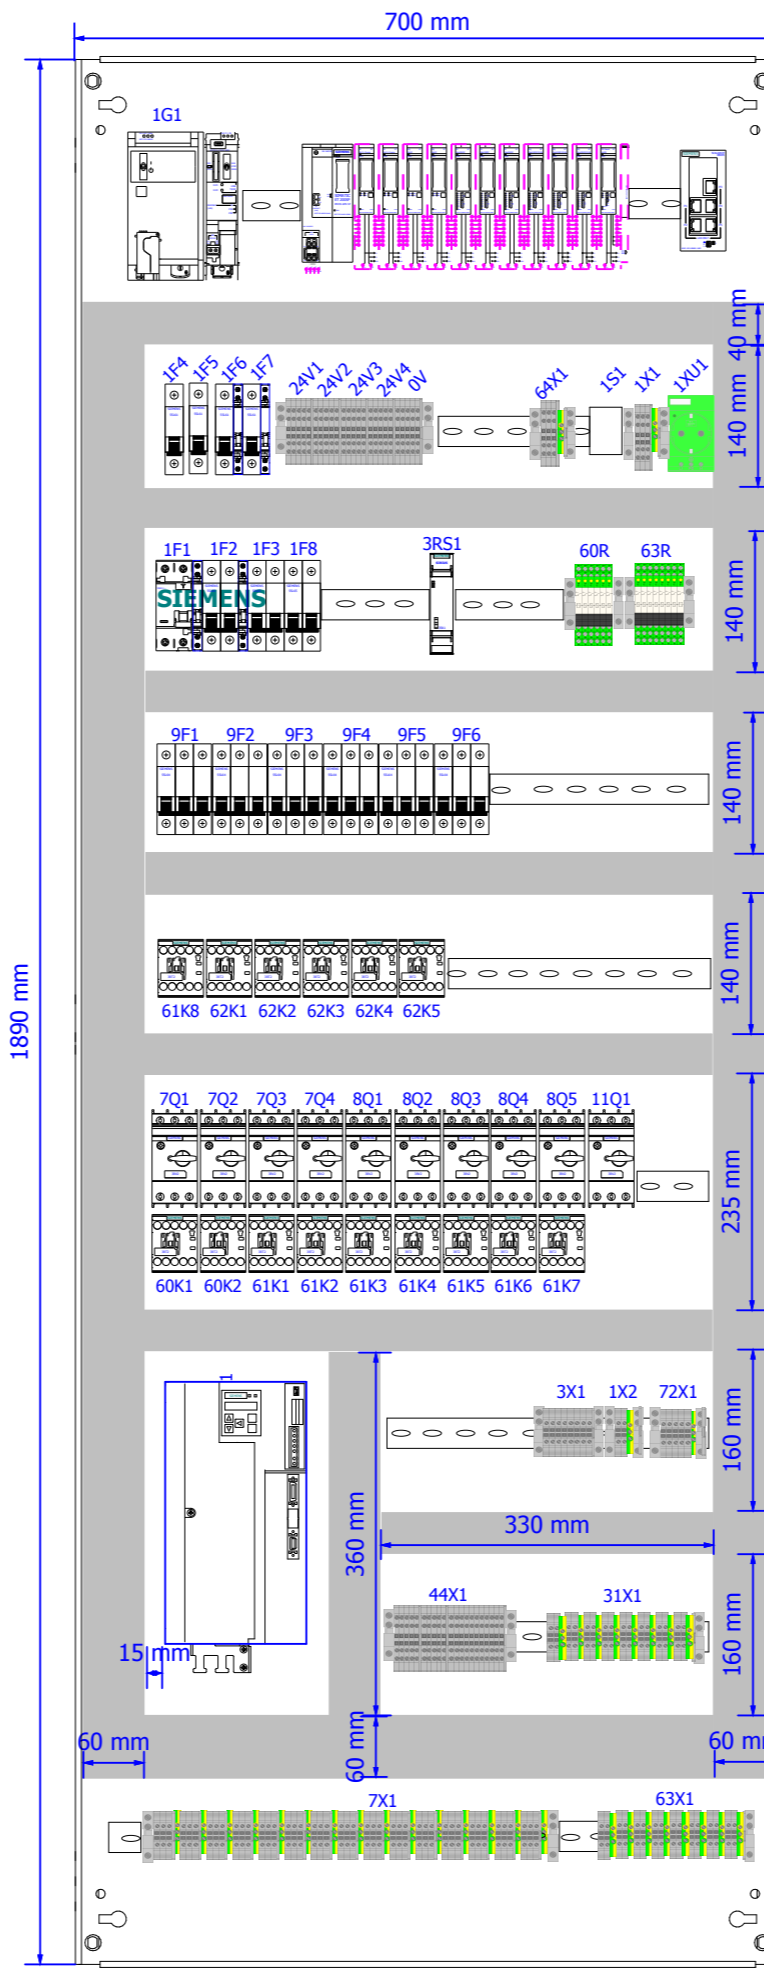 700 mm
1G1
40 mm
1F4 1F5 1F6 1F7 24V1 24V2 24V3 24V4 0V 64X1 1S1 1X1 1XU1
140 mm
1F1 1F2 1F3 1F8 3RS1 60R 63R
SIEMENS
140 mm
9F1 9F2 9F3 9F4 9F5 9F6
140 mm
1890 mm
140 mm
61K8 62K1 62K2 62K3 62K4 62K5
7Q1 7Q2 7Q3 7Q4 8Q1 8Q2 8Q3 8Q4 8Q5 11Q1
235 mm
60K1 60K2 61K1 61K2 61K3 61K4 61K5 61K6 61K7
1
3X1 1X2 72X1
160 mm
360 mm
330 mm
44X1 31X1
15 mm
160 mm
60 mm
60 mm
60 mm
7X1 63X1